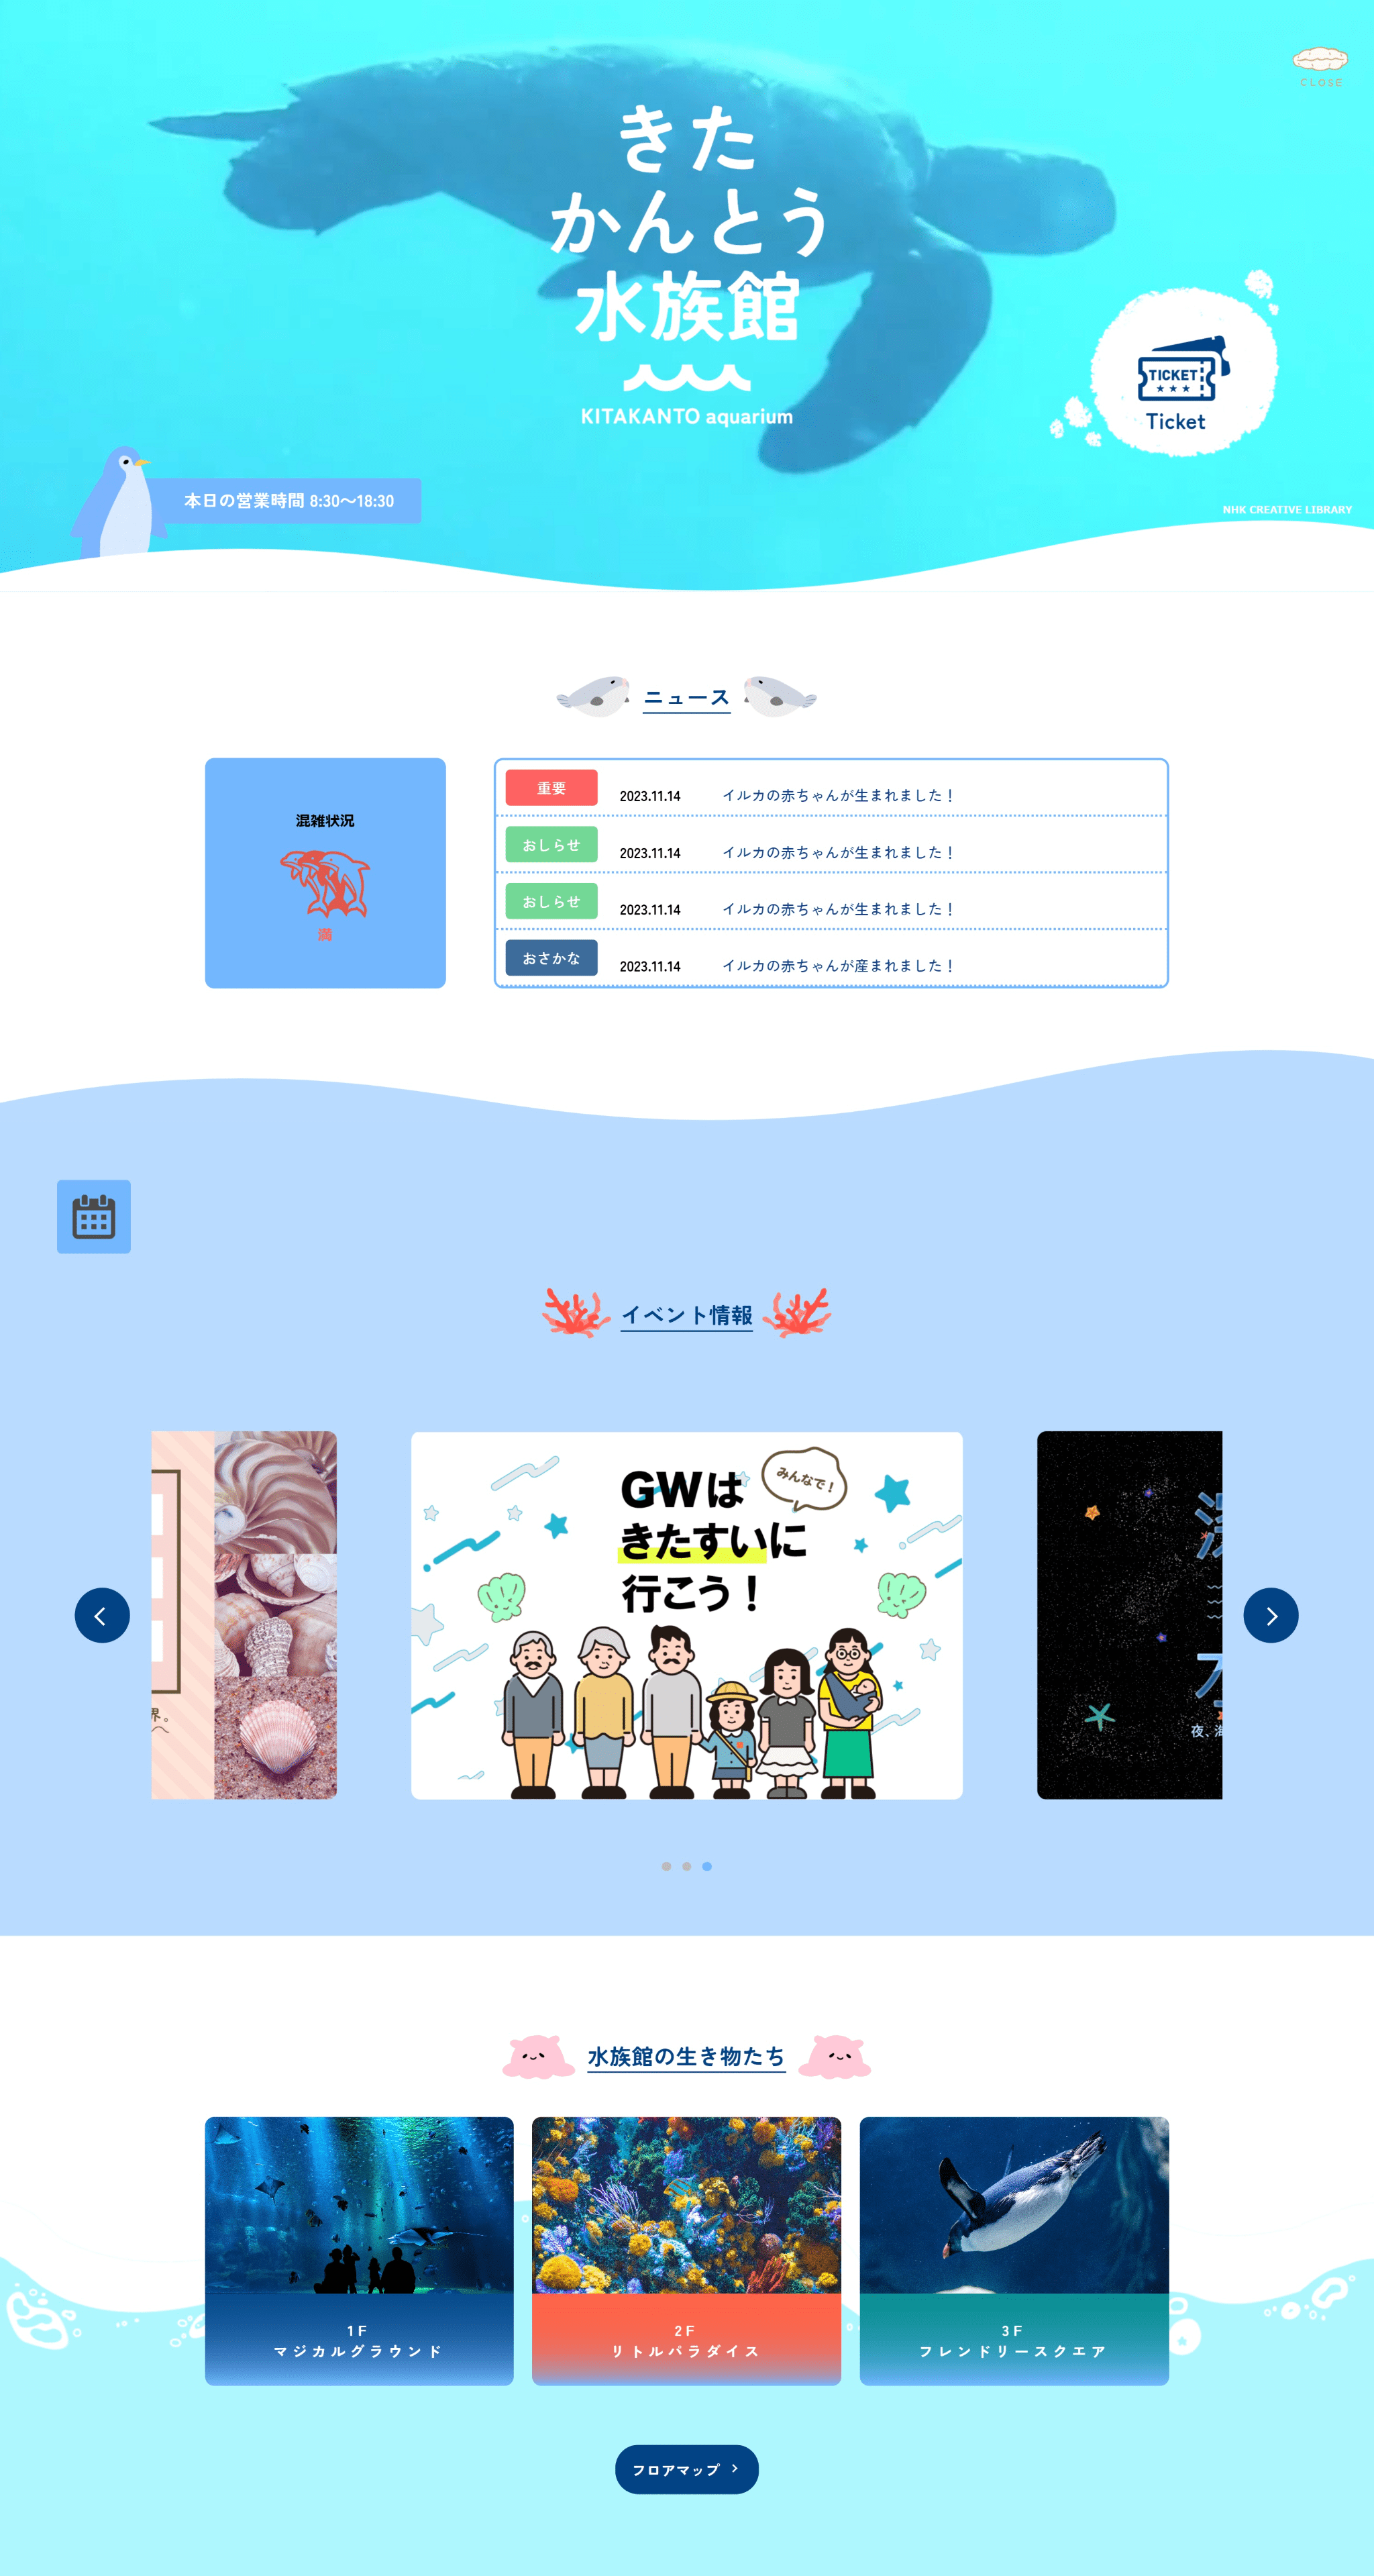 CLOSE
きた
かんとう
水族館
KITAKANTO aquarium
TICKET
Ticket
本日の営業時間 8:30〜18:30
NHK CREATIVE LIBRARY
ニュース
混雑状況
満
重要 2023.11.14 イルカの赤ちゃんが生まれました！
おしらせ 2023.11.14 イルカの赤ちゃんが生まれました！
おしらせ 2023.11.14 イルカの赤ちゃんが生まれました！
おさかな 2023.11.14 イルカの赤ちゃんが産まれました！
イベント情報
界。
GWは
みんなで！
きたすいに
行こう！
夜、海
水族館の生き物たち
1F
マジカルグラウンド
2F
リトルパラダイス
3F
フレンドリースクエア
フロアマップ